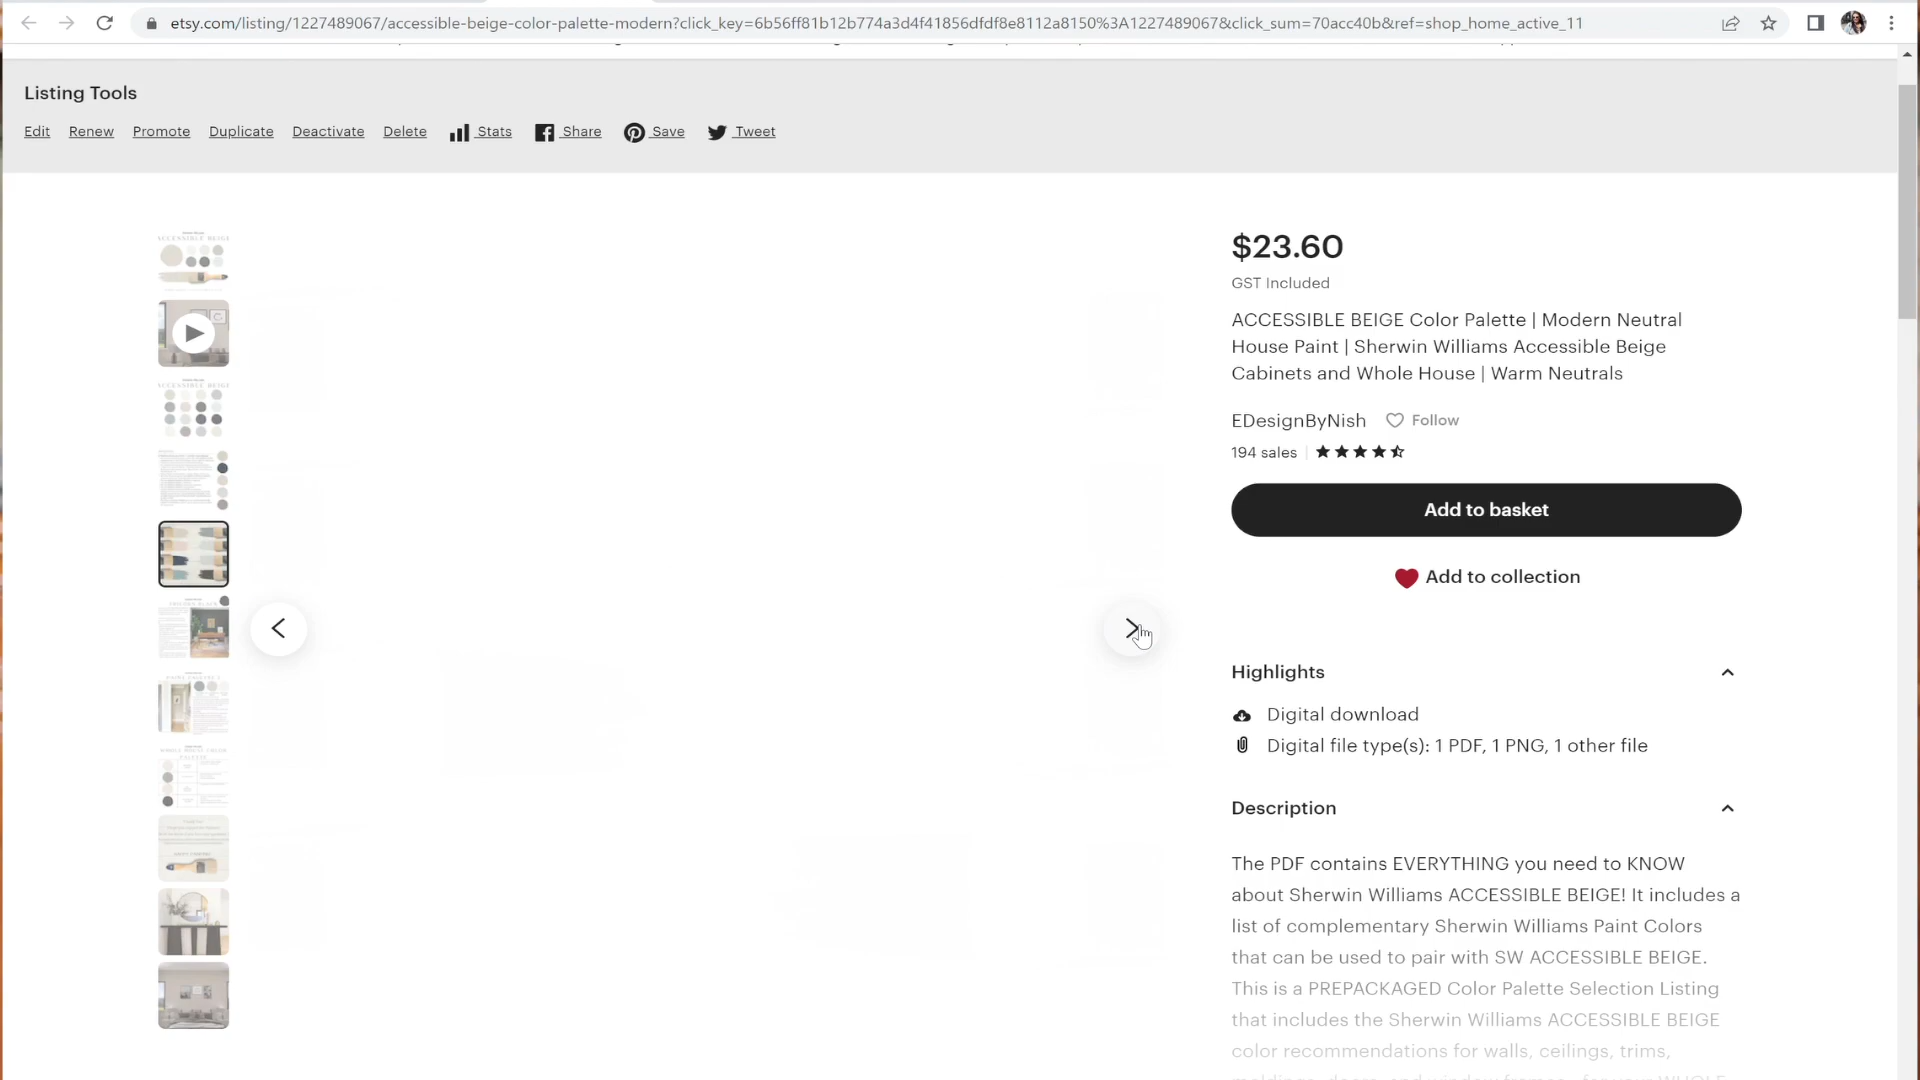 etsy.com/listing/1227489067/accessible-beige-color-palette-modern?click_key=6b56ff81b12b774a3d4f41856dfdf8e8112a8150%3A1227489067&click_sum=70acc40b&ref=shop_home_active_11
Listing Tools
Edit Renew Promote Duplicate Deactivate Delete Stats Share Save Tweet
$23.60
GST Included
ACCESSIBLE BEIGE Color Palette | Modern Neutral
House Paint | Sherwin Williams Accessible Beige
Cabinets and Whole House | Warm Neutrals
EDesignByNish Follow
194 sales
Add to basket
Add to collection
Highlights
Digital download
Digital file type(s): 1 PDF, 1 PNG, 1 other file
Description
The PDF contains EVERYTHING you need to KNOW
about Sherwin Williams ACCESSIBLE BEIGE! It includes a
list of complementary Sherwin Williams Paint Colors
that can be used to pair with SW ACCESSIBLE BEIGE.
This is a PREPACKAGED Color Palette Selection Listing
that includes the Sherwin Williams ACCESSIBLE BEIGE
color recommendations for walls, ceilings, trims,
ACCESSIBLE BEIGE
ACCESSIBLE BEIGE